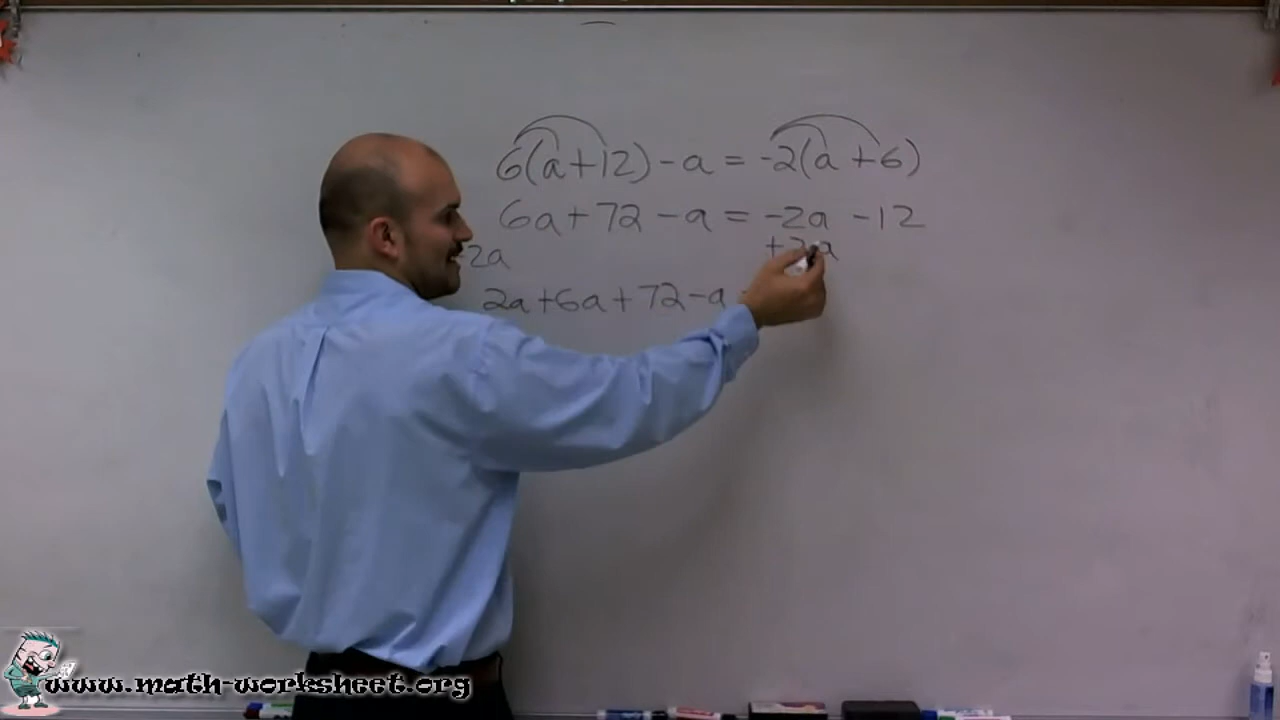 6(a+12)-a = -2(a+6)
6a+72-a = -2a -12
2a +2a
2a+6a+72-a
www.math-worksheet.org